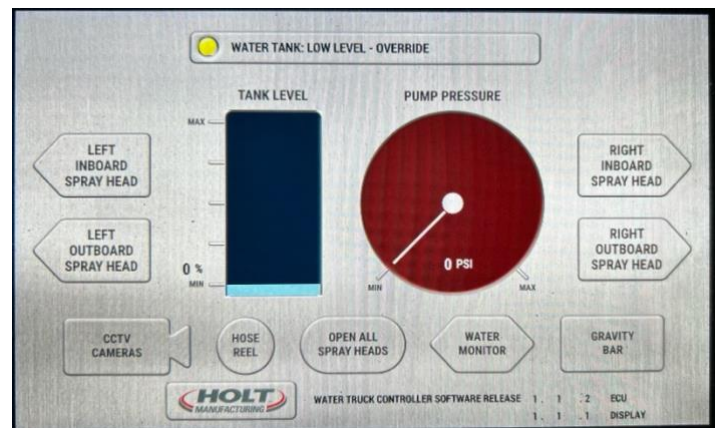 WATER TANK: LOW LEVEL - OVERRIDE
TANK LEVEL
PUMP PRESSURE
MAX
LEFT
INBOARD
SPRAY HEAD
RIGHT
INBOARD
SPRAY HEAD
LEFT
OUTBOARD
SPRAY HEAD
RIGHT
OUTBOARD
SPRAY HEAD
0 %
MIN
0 PSI
MIN
MAX
CCTV
CAMERAS
HOSE
REEL
OPEN ALL
SPRAY HEADS
WATER
MONITOR
GRAVITY
BAR
HOLT
MANUFACTURING
WATER TRUCK CONTROLLER SOFTWARE RELEASE 1. 1 .2 ECU
1. 1 .1 DISPLAY